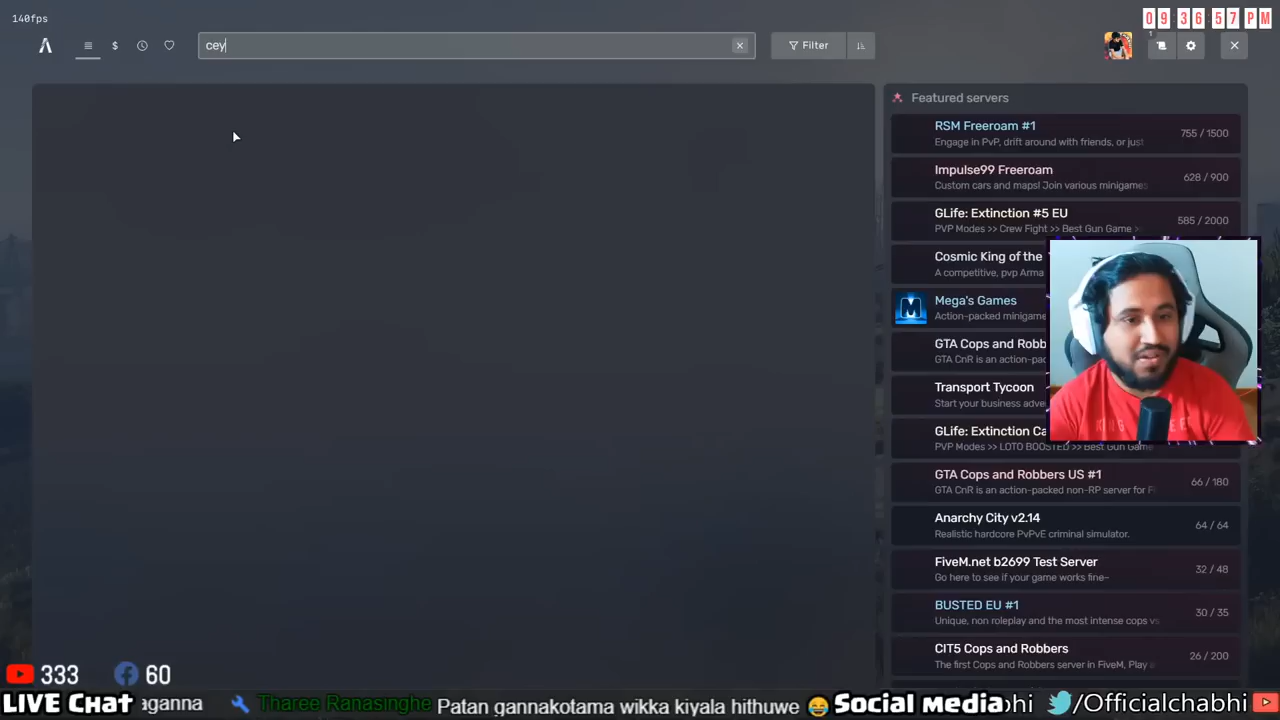 140fps
09:36:57 PM
$
cey
Filter
1
Featured servers
RSM Freeroam #1
Engage in PvP, drift around with friends, or just
755 / 1500
Impulse99 Freeroam
Custom cars and maps! Join various minigames
628 / 900
GLife: Extinction #5 EU
PVP Modes >> Crew Fight >> Best Gun Game
585 / 2000
Cosmic King of the
A competitive, pvp Arma
M
Mega's Games
Action-packed minigame
GTA Cops and Robb
GTA CnR is an action-pac
Transport Tycoon
Start your business adve
GLife: Extinction Ca
PVP Modes >> LOTO BOOSTED >> Best Gun Game
GTA Cops and Robbers US #1
GTA CnR is an action-packed non-RP server for Fi
66 / 180
Anarchy City v2.14
Realistic hardcore PvPvE criminal simulator.
64 / 64
FiveM.net b2699 Test Server
Go here to see if your game works fine~
32 / 48
BUSTED EU #1
Unique, non roleplay and the most intense cops vs
30 / 35
CIT5 Cops and Robbers
The first Cops and Robbers server in FiveM, Play a
26 / 200
333
60
LIVE Chat
aganna
Tharee Ranasinghe
Patan gannakotama wikka kiyala hithuwe 😂
Social media
hi
/Officialchabhi